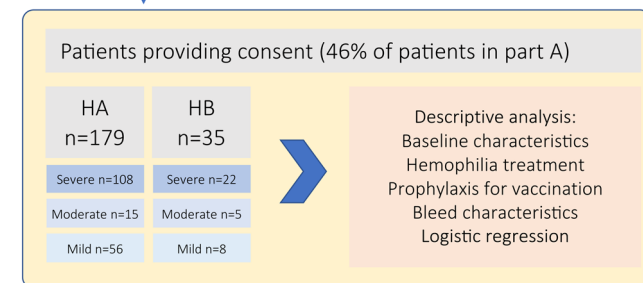 Patients providing consent (46% of patients in part A)
HA
n=179
HB
n=35
Severe n=108
Severe n=22
Moderate n=15
Moderate n=5
Mild n=56
Mild n=8
Descriptive analysis:
Baseline characteristics
Hemophilia treatment
Prophylaxis for vaccination
Bleed characteristics
Logistic regression